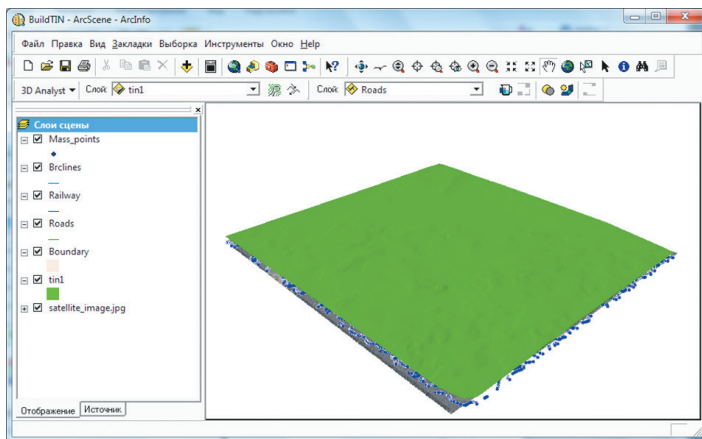 BuildTIN - ArcScene - ArcInfo
Файл Правка Вид Закладки Выборка Инструменты Окно Help
3D Analyst Слой: tin1 Слой: Roads
Слои сцены
Mass_points
Brclines
Railway
Roads
Boundary
tin1
satellite_image.jpg
Отображение Источник